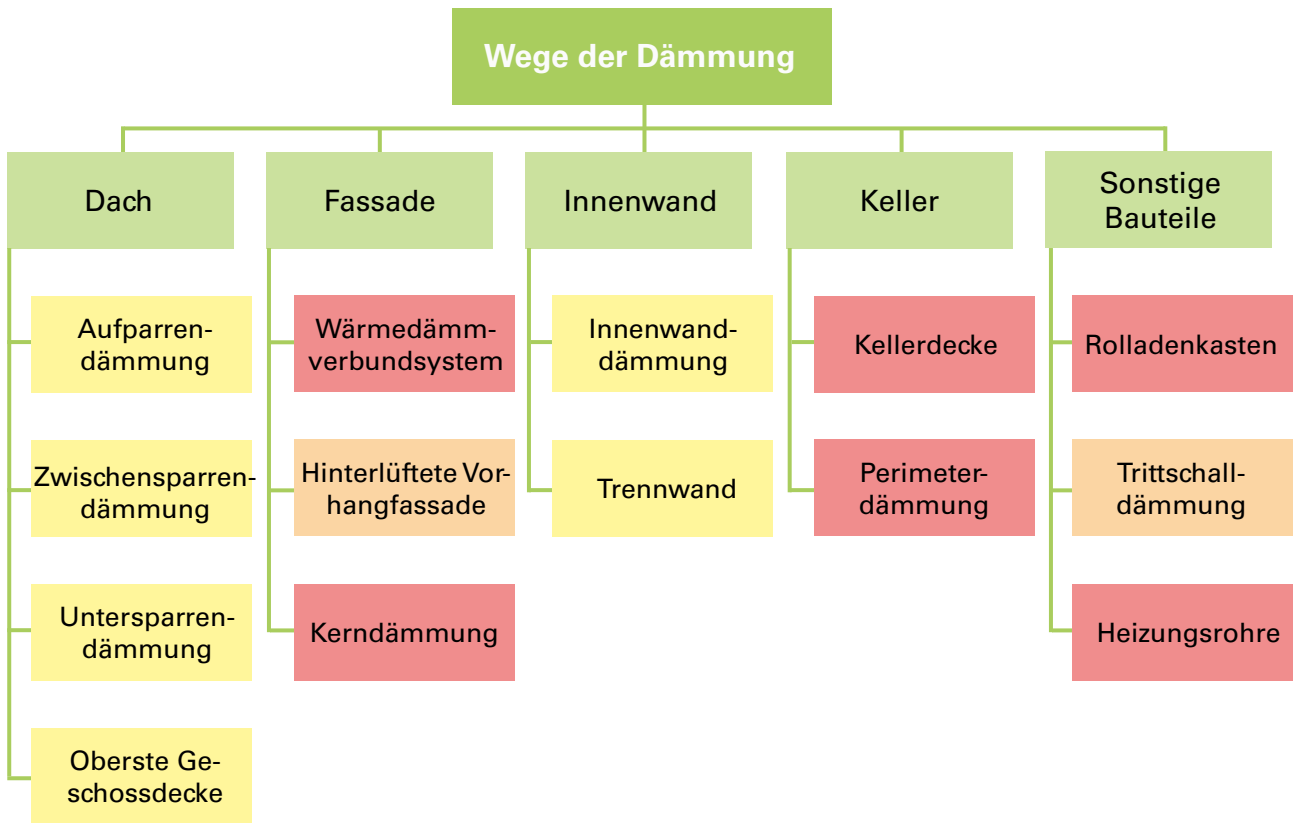 Wege der Dämmung
Dach
Fassade
Innenwand
Keller
Sonstige
Bauteile
Aufparren-
dämmung
Zwischensparren-
dämmung
Untersparren-
dämmung
Oberste Ge-
schossdecke
Wärmedämm-
verbundsystem
Hinterlüftete Vor-
hangfassade
Kerndämmung
Innenwand-
dämmung
Trennwand
Kellerdecke
Perimeter-
dämmung
Rolladenkasten
Trittschall-
dämmung
Heizungsrohre